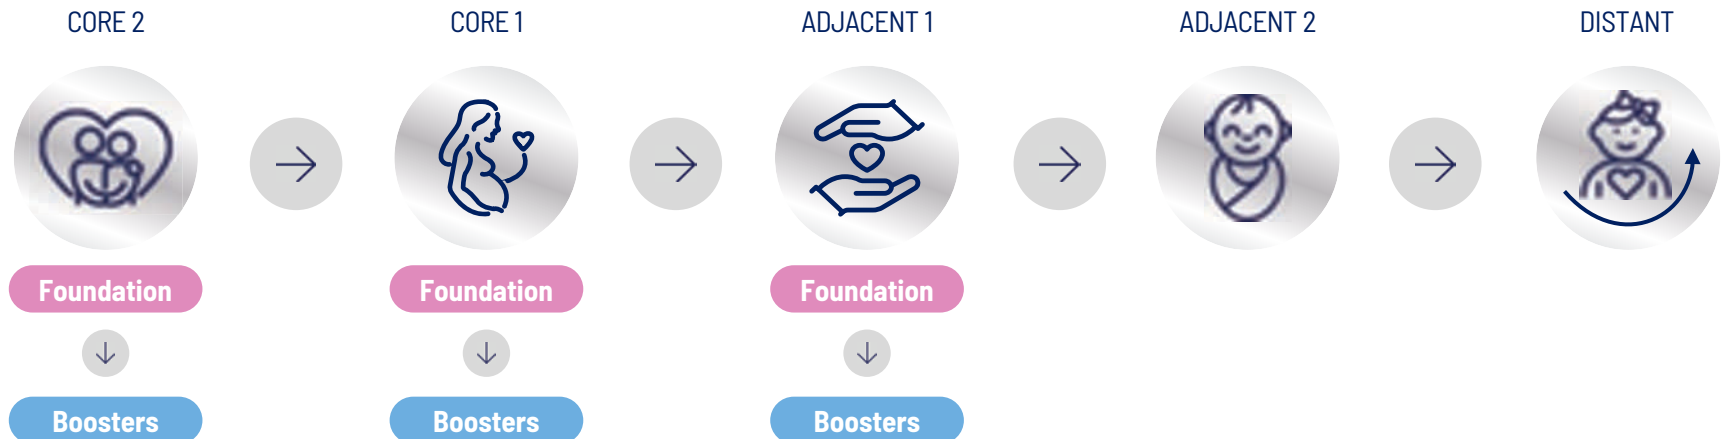 CORE 2
CORE 1
ADJACENT 1
ADJACENT 2
DISTANT
Foundation
Foundation
Foundation
Boosters
Boosters
Boosters